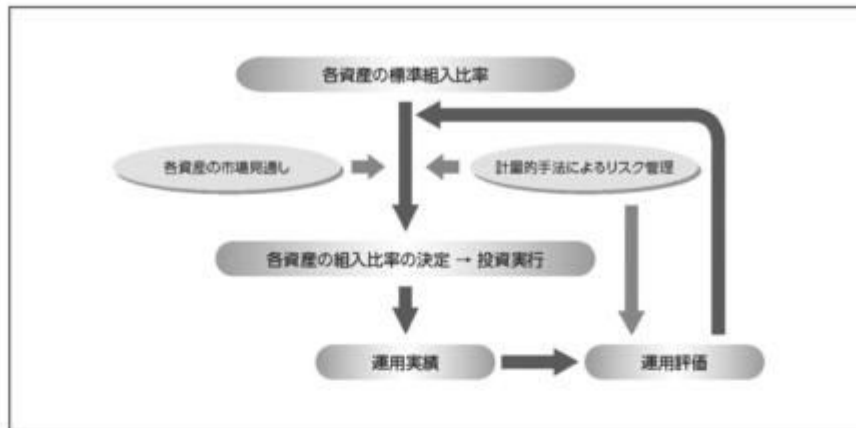 各資産の標準組入比率
各資産の市場見通し
計量的手法によるリスク管理
各資産の組入比率の決定 → 投資実行
運用実績
運用評価